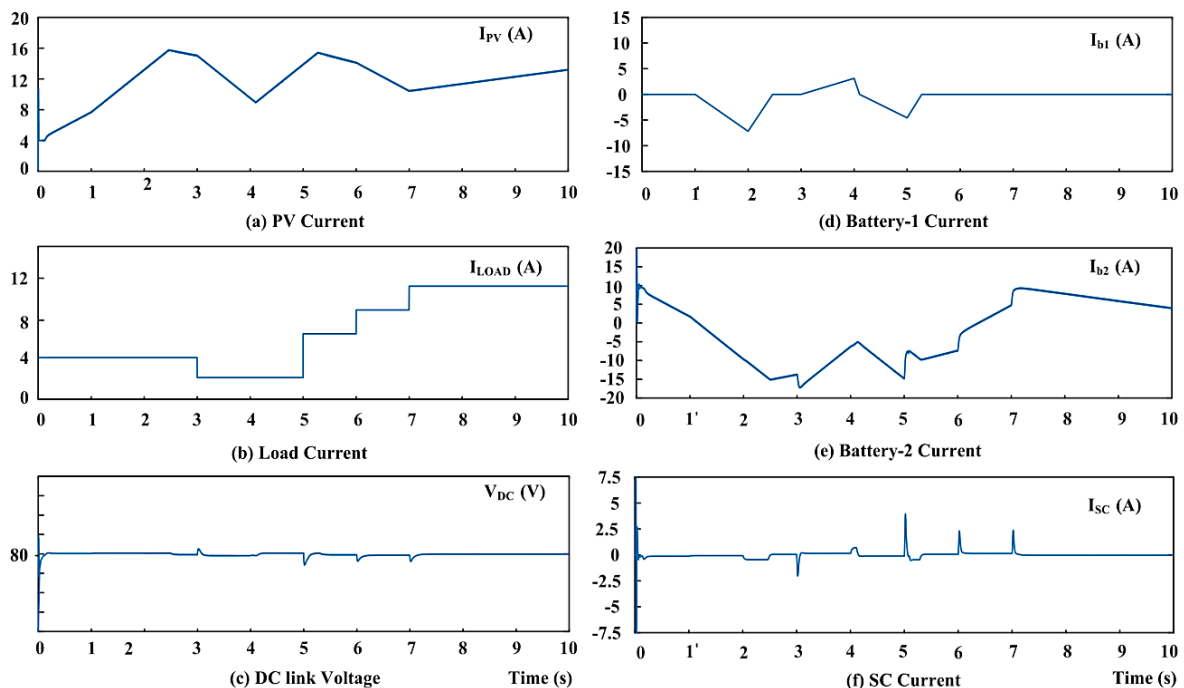 20
16
12
8
4
0
I_PV (A)
0 1 2 3 4 5 6 7 8 9 10
(a) PV Current
15
10
5
0
-5
-10
-15
I_b1 (A)
0 1' 2 3 4 5 6 7 8 9 10
(d) Battery-1 Current
12
8
4
0
I_LOAD (A)
0 1 2 3 4 5 6 7 8 9 10
(b) Load Current
20
15
10
5
0
-5
-10
-15
-20
I_b2 (A)
0 1' 2 3 4 5 6 7 8 9 10
(e) Battery-2 Current
80
V_DC (V)
0 1 2 3 4 5 6 7 8 9 10
(c) DC link Voltage Time (s)
7.5
5
2.5
0
-2.5
-5
-7.5
I_SC (A)
0 1' 2 3 4 5 6 7 8 9 10
(f) SC Current Time (s)